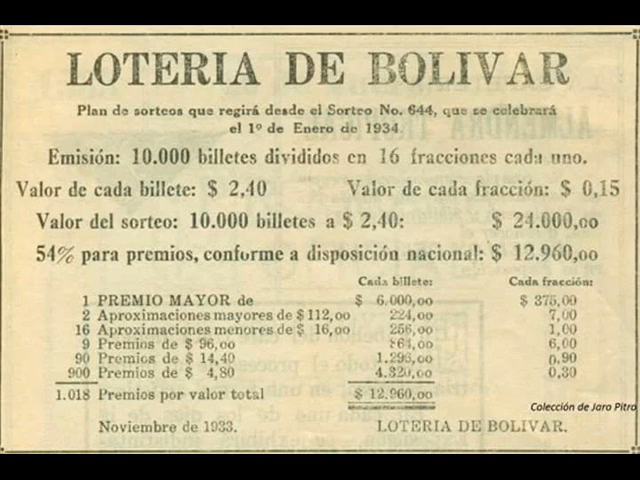 LOTERIA DE BOLIVAR
Plan de sorteos que regirá desde el Sorteo No. 644, que se celebrará
el 1º de Enero de 1934.
Emisión: 10.000 billetes divididos en 16 fracciones cada uno.
Valor de cada billete: $ 2,40 Valor de cada fracción: $ 0,15
Valor del sorteo: 10.000 billetes a $ 2,40: $ 24.000,oo
54% para premios, conforme a disposición nacional: $ 12.960,oo
Cada billete: Cada fracción:
1 PREMIO MAYOR de $ 6.000,oo $ 375,00
2 Aproximaciones mayores de $ 112,oo 224,oo 7,00
16 Aproximaciones menores de $ 16,oo 256,oo 1,00
9 Premios de $ 96,oo 864,oo 6,00
90 Premios de $ 14,40 1.296,oo 0,90
900 Premios de $ 4,80 4.320,oo 0,30
1.018 Premios por valor total $ 12.960,oo
Colección de Jaro Pitro
Noviembre de 1933. LOTERIA DE BOLIVAR.